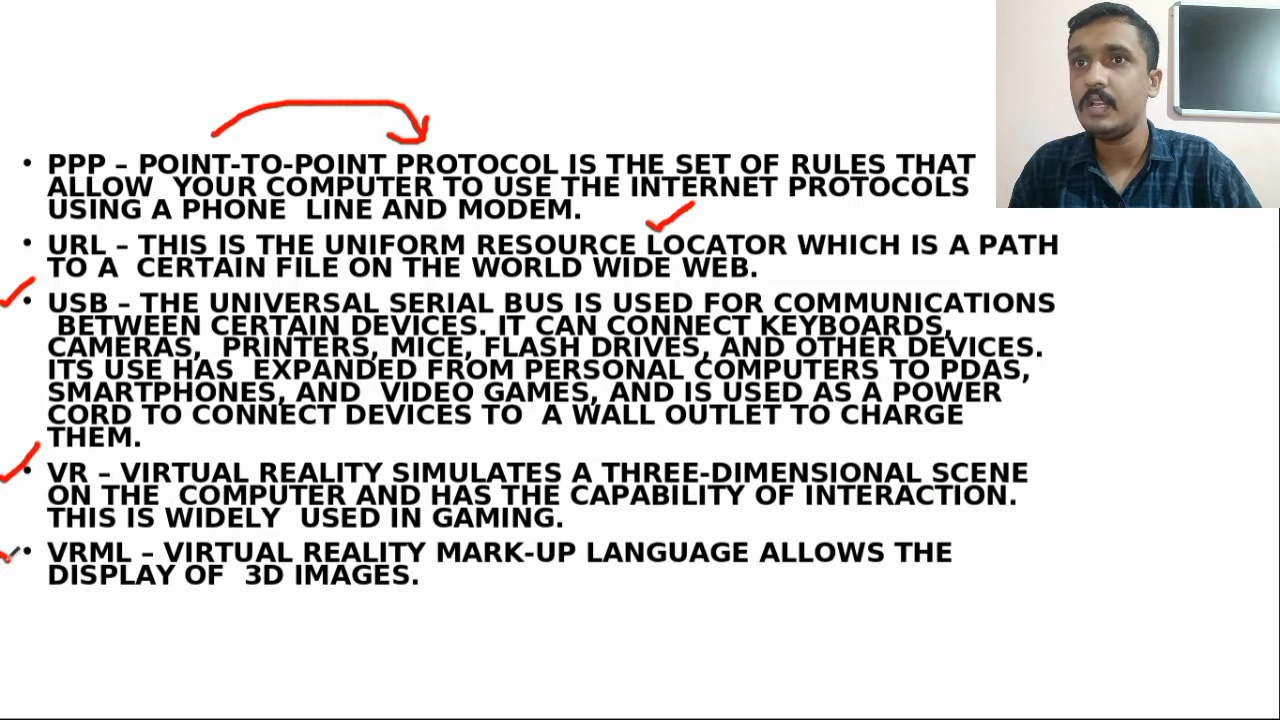 • PPP – POINT-TO-POINT PROTOCOL IS THE SET OF RULES THAT
ALLOW YOUR COMPUTER TO USE THE INTERNET PROTOCOLS
USING A PHONE LINE AND MODEM.
• URL – THIS IS THE UNIFORM RESOURCE LOCATOR WHICH IS A PATH
TO A CERTAIN FILE ON THE WORLD WIDE WEB.
• USB – THE UNIVERSAL SERIAL BUS IS USED FOR COMMUNICATIONS
BETWEEN CERTAIN DEVICES. IT CAN CONNECT KEYBOARDS,
CAMERAS, PRINTERS, MICE, FLASH DRIVES, AND OTHER DEVICES.
ITS USE HAS EXPANDED FROM PERSONAL COMPUTERS TO PDAS,
SMARTPHONES, AND VIDEO GAMES, AND IS USED AS A POWER
CORD TO CONNECT DEVICES TO A WALL OUTLET TO CHARGE
THEM.
• VR – VIRTUAL REALITY SIMULATES A THREE-DIMENSIONAL SCENE
ON THE COMPUTER AND HAS THE CAPABILITY OF INTERACTION.
THIS IS WIDELY USED IN GAMING.
• VRML – VIRTUAL REALITY MARK-UP LANGUAGE ALLOWS THE
DISPLAY OF 3D IMAGES.